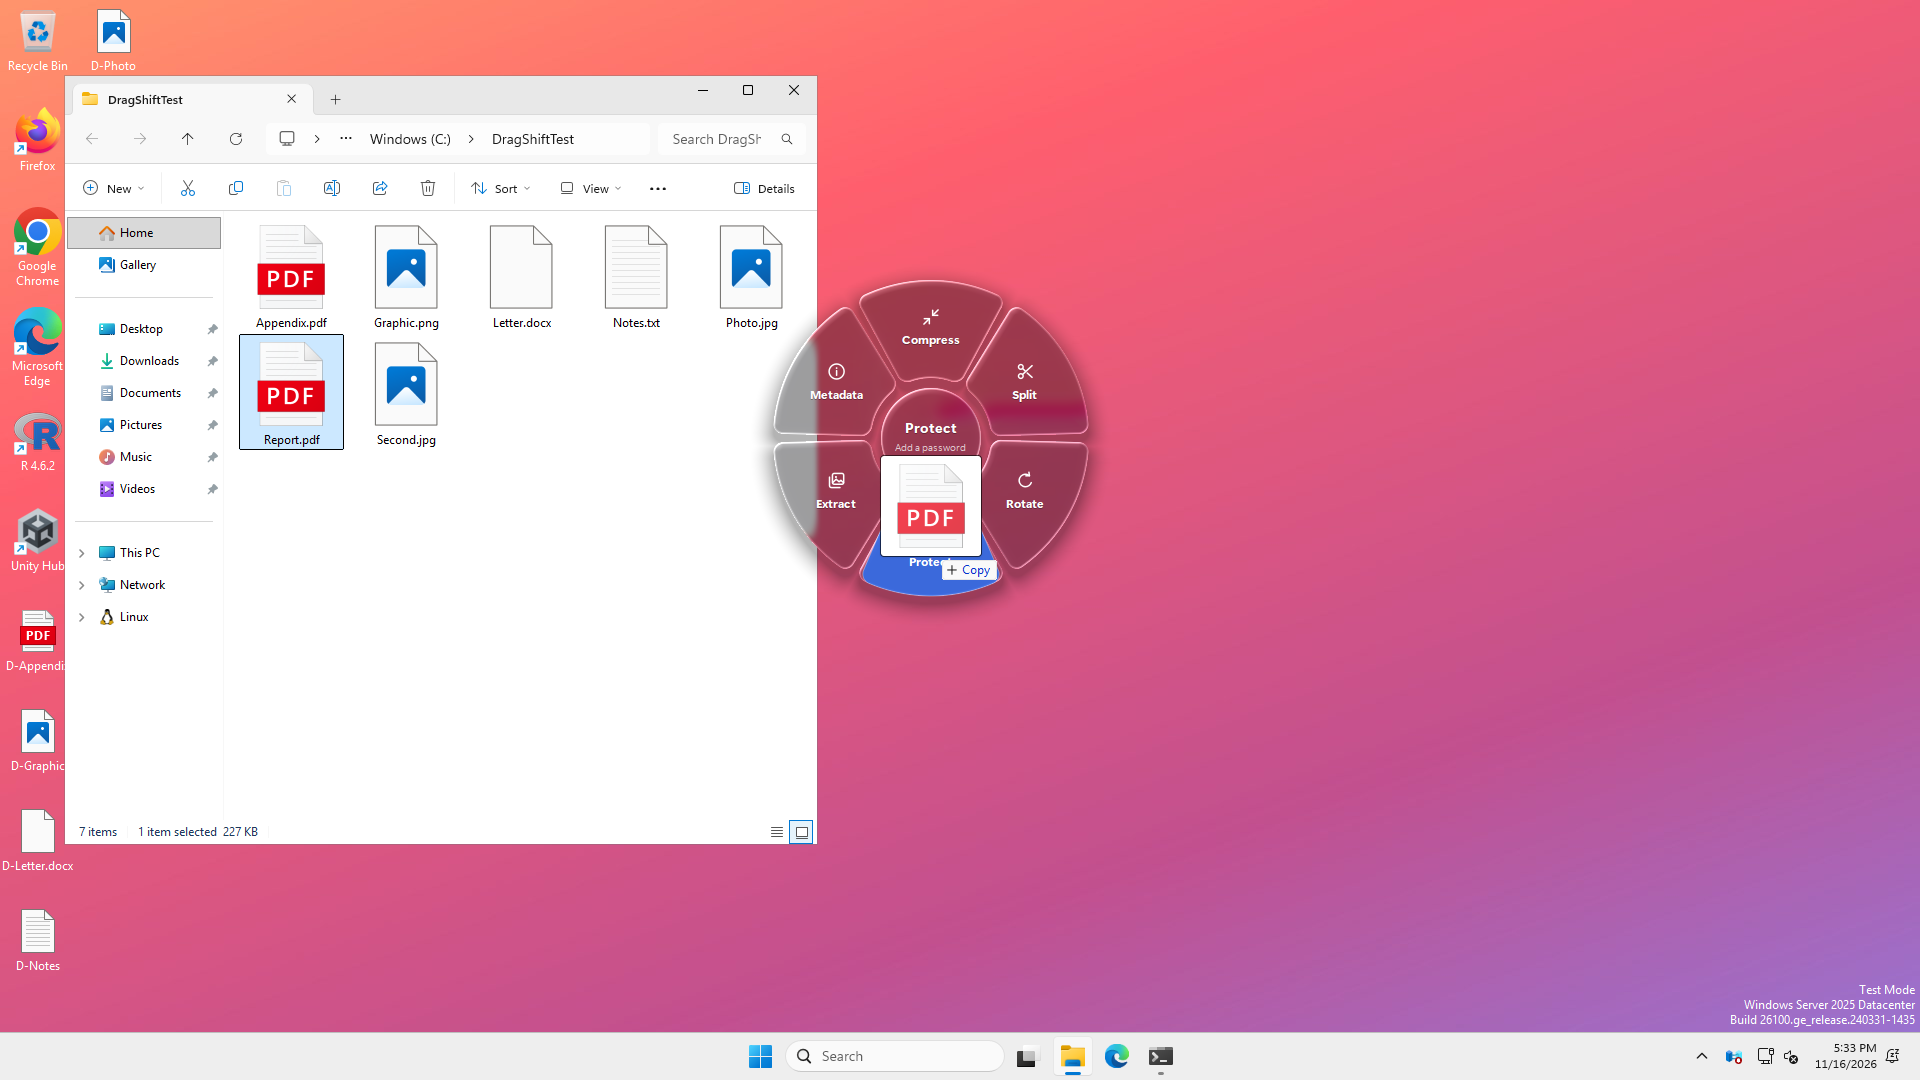 Recycle Bin
D-Photo
Firefox
Google
Chrome
Microsoft
Edge
R 4.6.2
Unity Hub
D-Appendi
D-Graphic
D-Letter.docx
D-Notes
DragShiftTest
Windows (C:)
DragShiftTest
Search DragSh
New
Sort
View
Details
Home
Gallery
Desktop
Downloads
Documents
Pictures
Music
Videos
This PC
Network
Linux
PDF
Appendix.pdf
Graphic.png
Letter.docx
Notes.txt
Photo.jpg
PDF
Report.pdf
Second.jpg
7 items
1 item selected 227 KB
Compress
Metadata
Split
Protect
Add a password
Extract
Rotate
PDF
Protec
+ Copy
PDF
Test Mode
Windows Server 2025 Datacenter
Build 26100.ge_release.240331-1435
Search
5:33 PM
11/16/2026